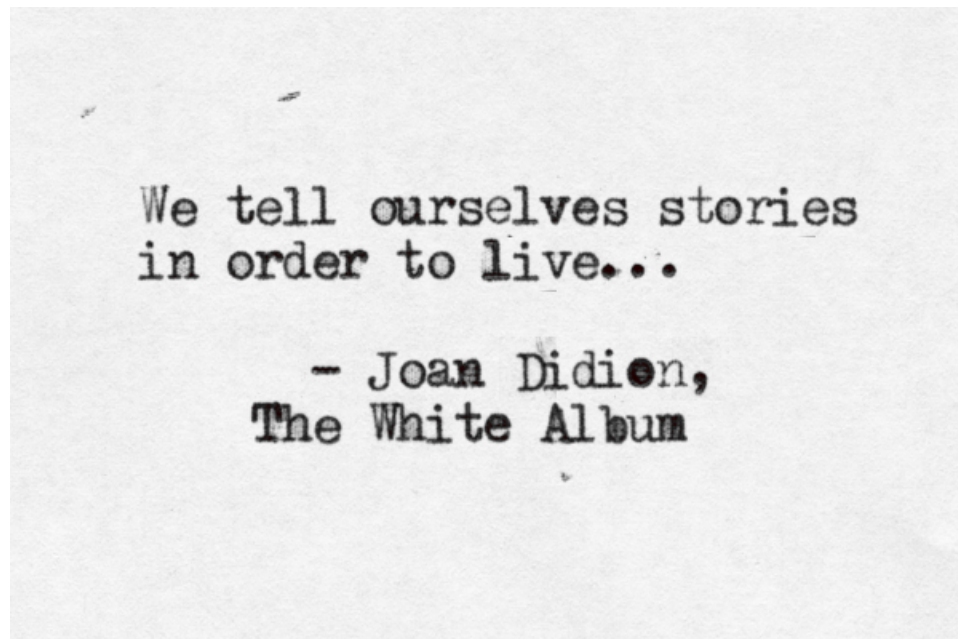 We tell ourselves stories
in order to live...
- Joan Didion,
The White Album